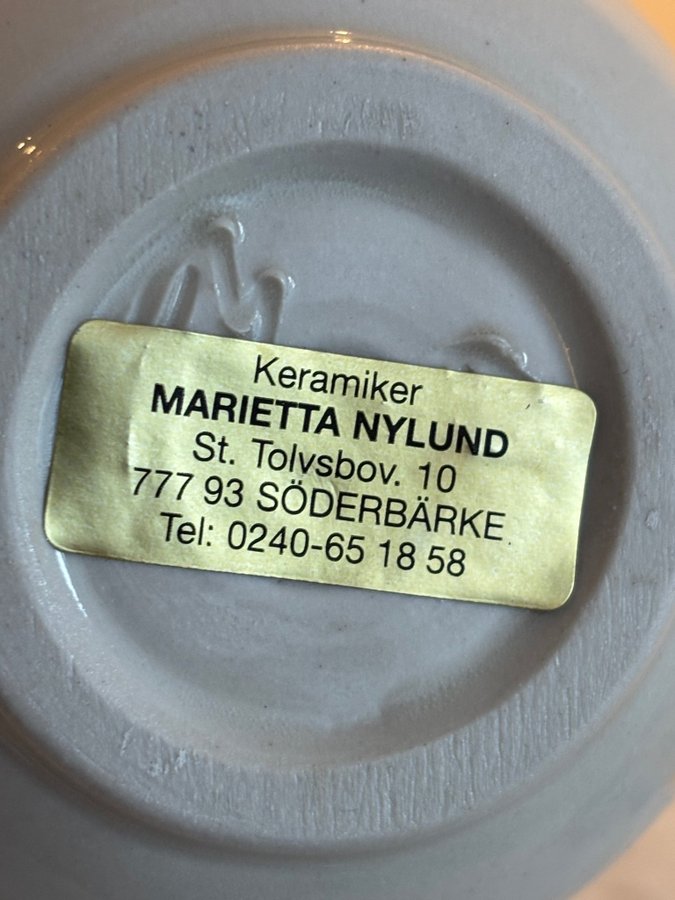 Keramiker
MARIETTA NYLUND
St. Tolvsbov. 10
777 93 SÖDERBÄRKE.
Tel: 0240-65 18 58